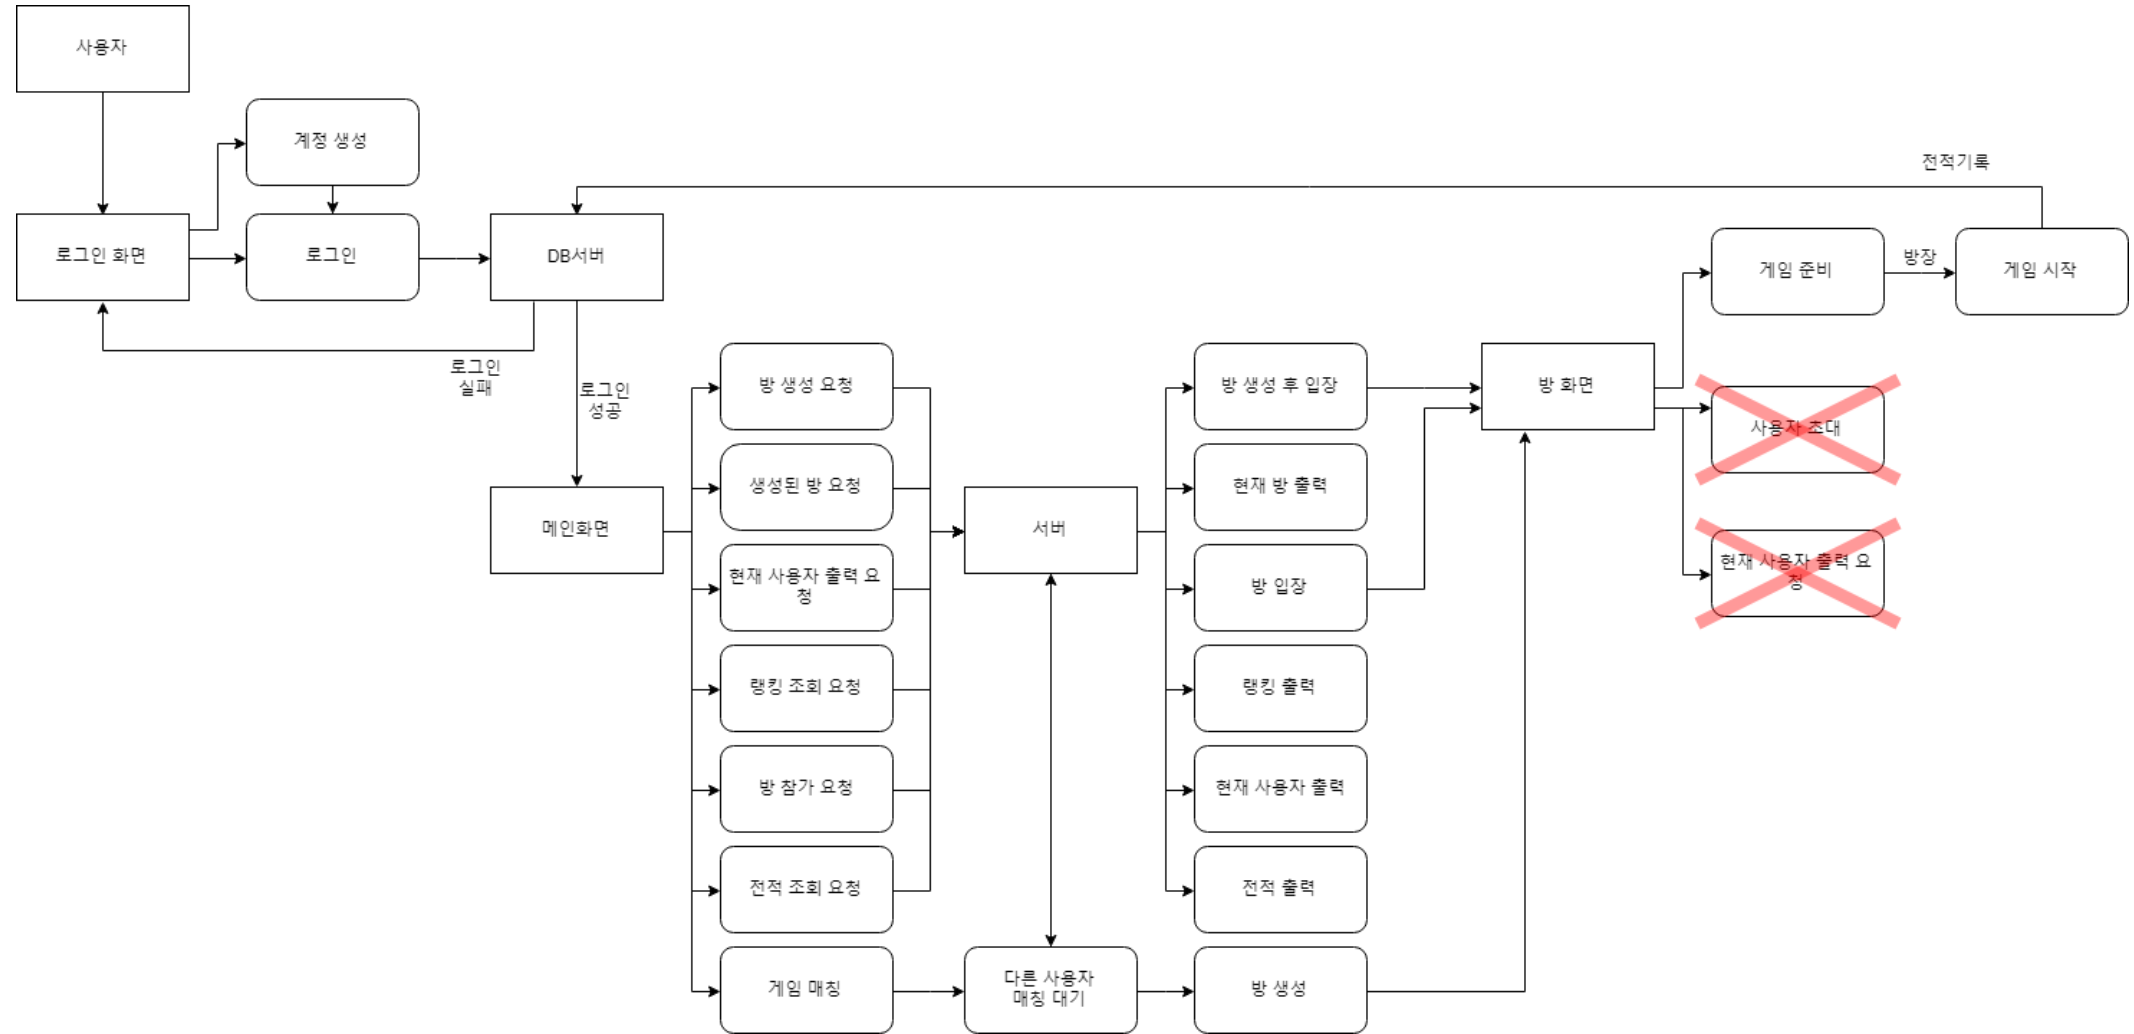 사용자
계정 생성
전적기록
로그인 화면
로그인
DB서버
게임 준비
방장
게임 시작
로그인
실패
로그인
성공
방 생성 요청
방 생성 후 입장
방 화면
사용자 초대
생성된 방 요청
현재 방 출력
메인화면
서버
현재 사용자 출력 요
청
방 입장
현재 사용자 출력 요
청
랭킹 조회 요청
랭킹 출력
방 참가 요청
현재 사용자 출력
전적 조회 요청
전적 출력
게임 매칭
다른 사용자
매칭 대기
방 생성